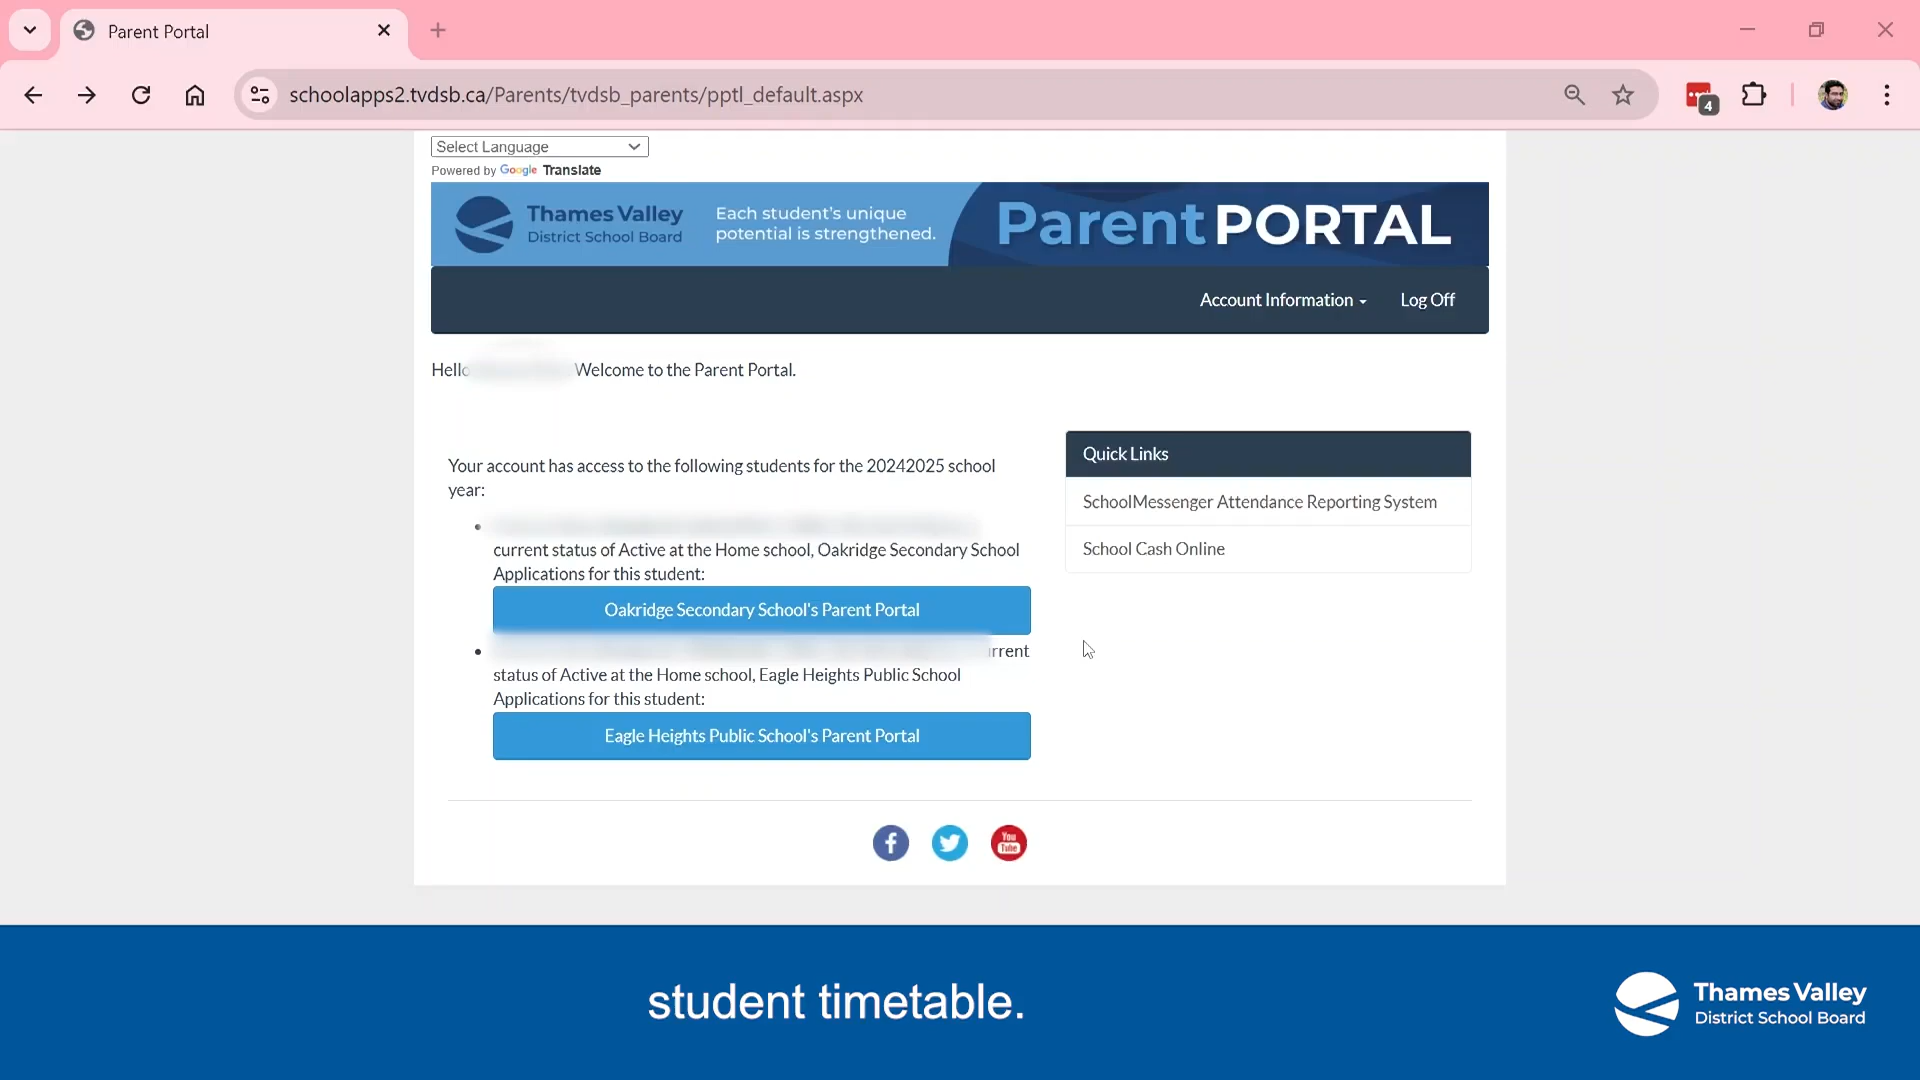 Parent Portal
schoolapps2.tvdsb.ca/Parents/tvdsb_parents/pptl_default.aspx
4
Select Language
Powered by Google Translate
Thames Valley
District School Board
Each student's unique
potential is strengthened.
ParentPORTAL
Account Information
Log Off
Hello
Welcome to the Parent Portal.
Your account has access to the following students for the 20242025 school
year:
current status of Active at the Home school, Oakridge Secondary School
Applications for this student:
Oakridge Secondary School's Parent Portal
status of Active at the Home school, Eagle Heights Public School
Applications for this student:
Eagle Heights Public School's Parent Portal
Quick Links
SchoolMessenger Attendance Reporting System
School Cash Online
f
You
Tube
student timetable.
Thames Valley
District School Board